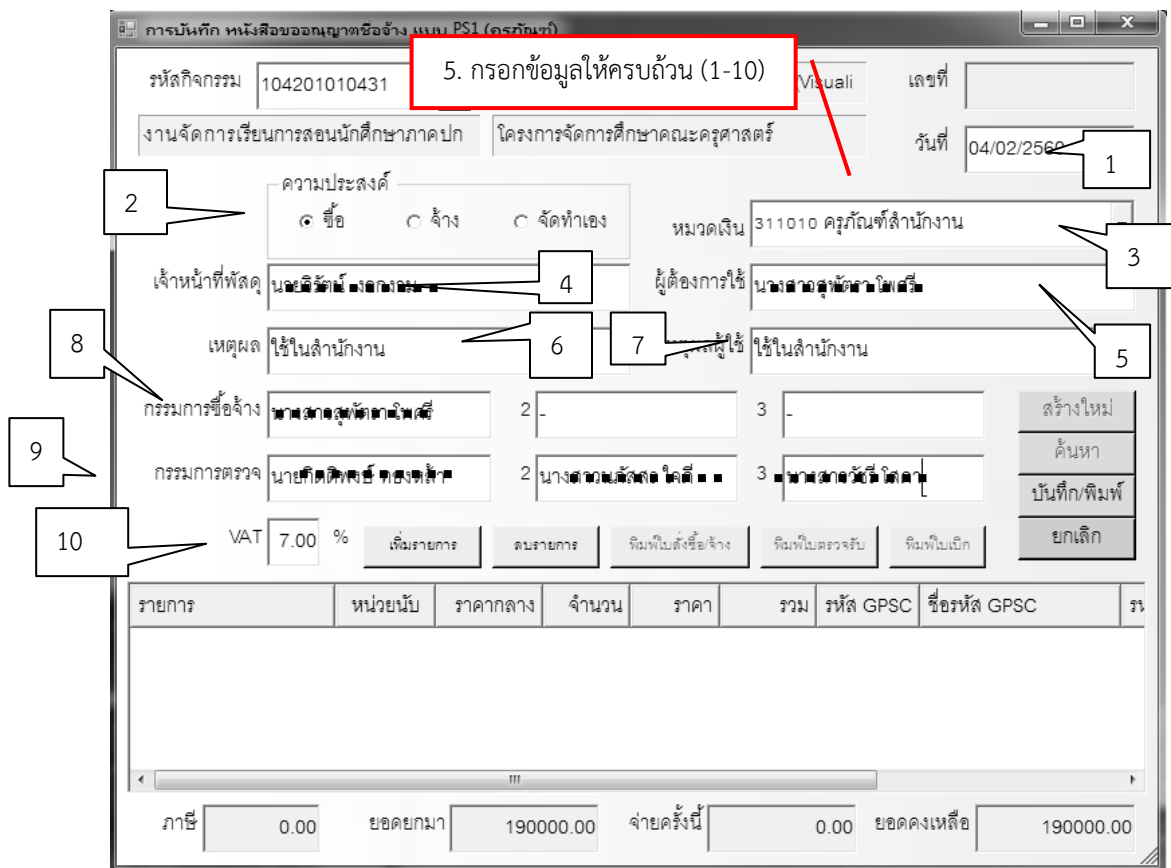 การบันทึก หนังสือขออนุญาตซื้อจ้าง แบบ PS1 (ครุภัณฑ์)
5. กรอกข้อมูลให้ครบถ้วน (1-10)
รหัสกิจกรรม 104201010431 (Visuali เลขที่
งานจัดการเรียนการสอนนักศึกษาภาคปก โครงการจัดการศึกษาคณะครุศาสตร์ วันที่ 04/02/256 1
2 ความประสงค์
ซื้อ จ้าง จัดทำเอง หมวดเงิน 311010 ครุภัณฑ์สำนักงาน 3
เจ้าหน้าที่พัสดุ 4 ผู้ต้องการใช้ 5
8 เหตุผล ใช้ในสำนักงาน 6 7 ผู้ใช้ ใช้ในสำนักงาน
กรรมการซื้อจ้าง 2 - 3 - สร้างใหม่
9 ค้นหา
กรรมการตรวจ 2 3 บันทึก/พิมพ์
10 VAT 7.00 % เพิ่มรายการ ลบรายการ พิมพ์ใบสั่งซื้อ/จ้าง พิมพ์ใบตรวจรับ พิมพ์ใบเบิก ยกเลิก
รายการ หน่วยนับ ราคากลาง จำนวน ราคา รวม รหัส GPSC ชื่อรหัส GPSC
ภาษี 0.00 ยอดยกมา 190000.00 จ่ายครั้งนี้ 0.00 ยอดคงเหลือ 190000.00